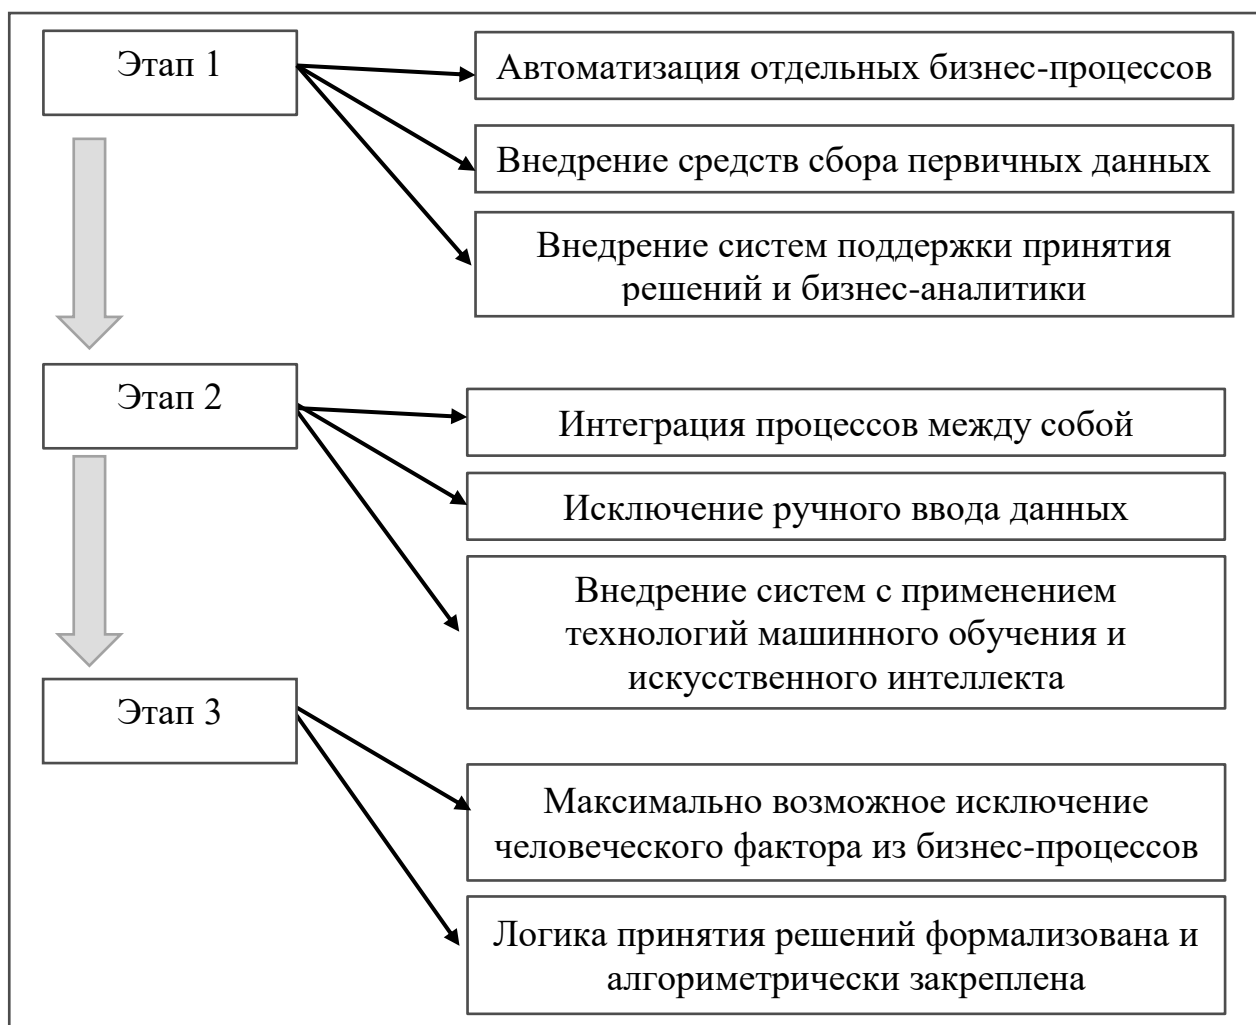 Этап 1
Автоматизация отдельных бизнес-процессов
Внедрение средств сбора первичных данных
Внедрение систем поддержки принятия
решений и бизнес-аналитики
Этап 2
Интеграция процессов между собой
Исключение ручного ввода данных
Внедрение систем с применением
технологий машинного обучения и
искусственного интеллекта
Этап 3
Максимально возможное исключение
человеческого фактора из бизнес-процессов
Логика принятия решений формализована и
алгориметрически закреплена